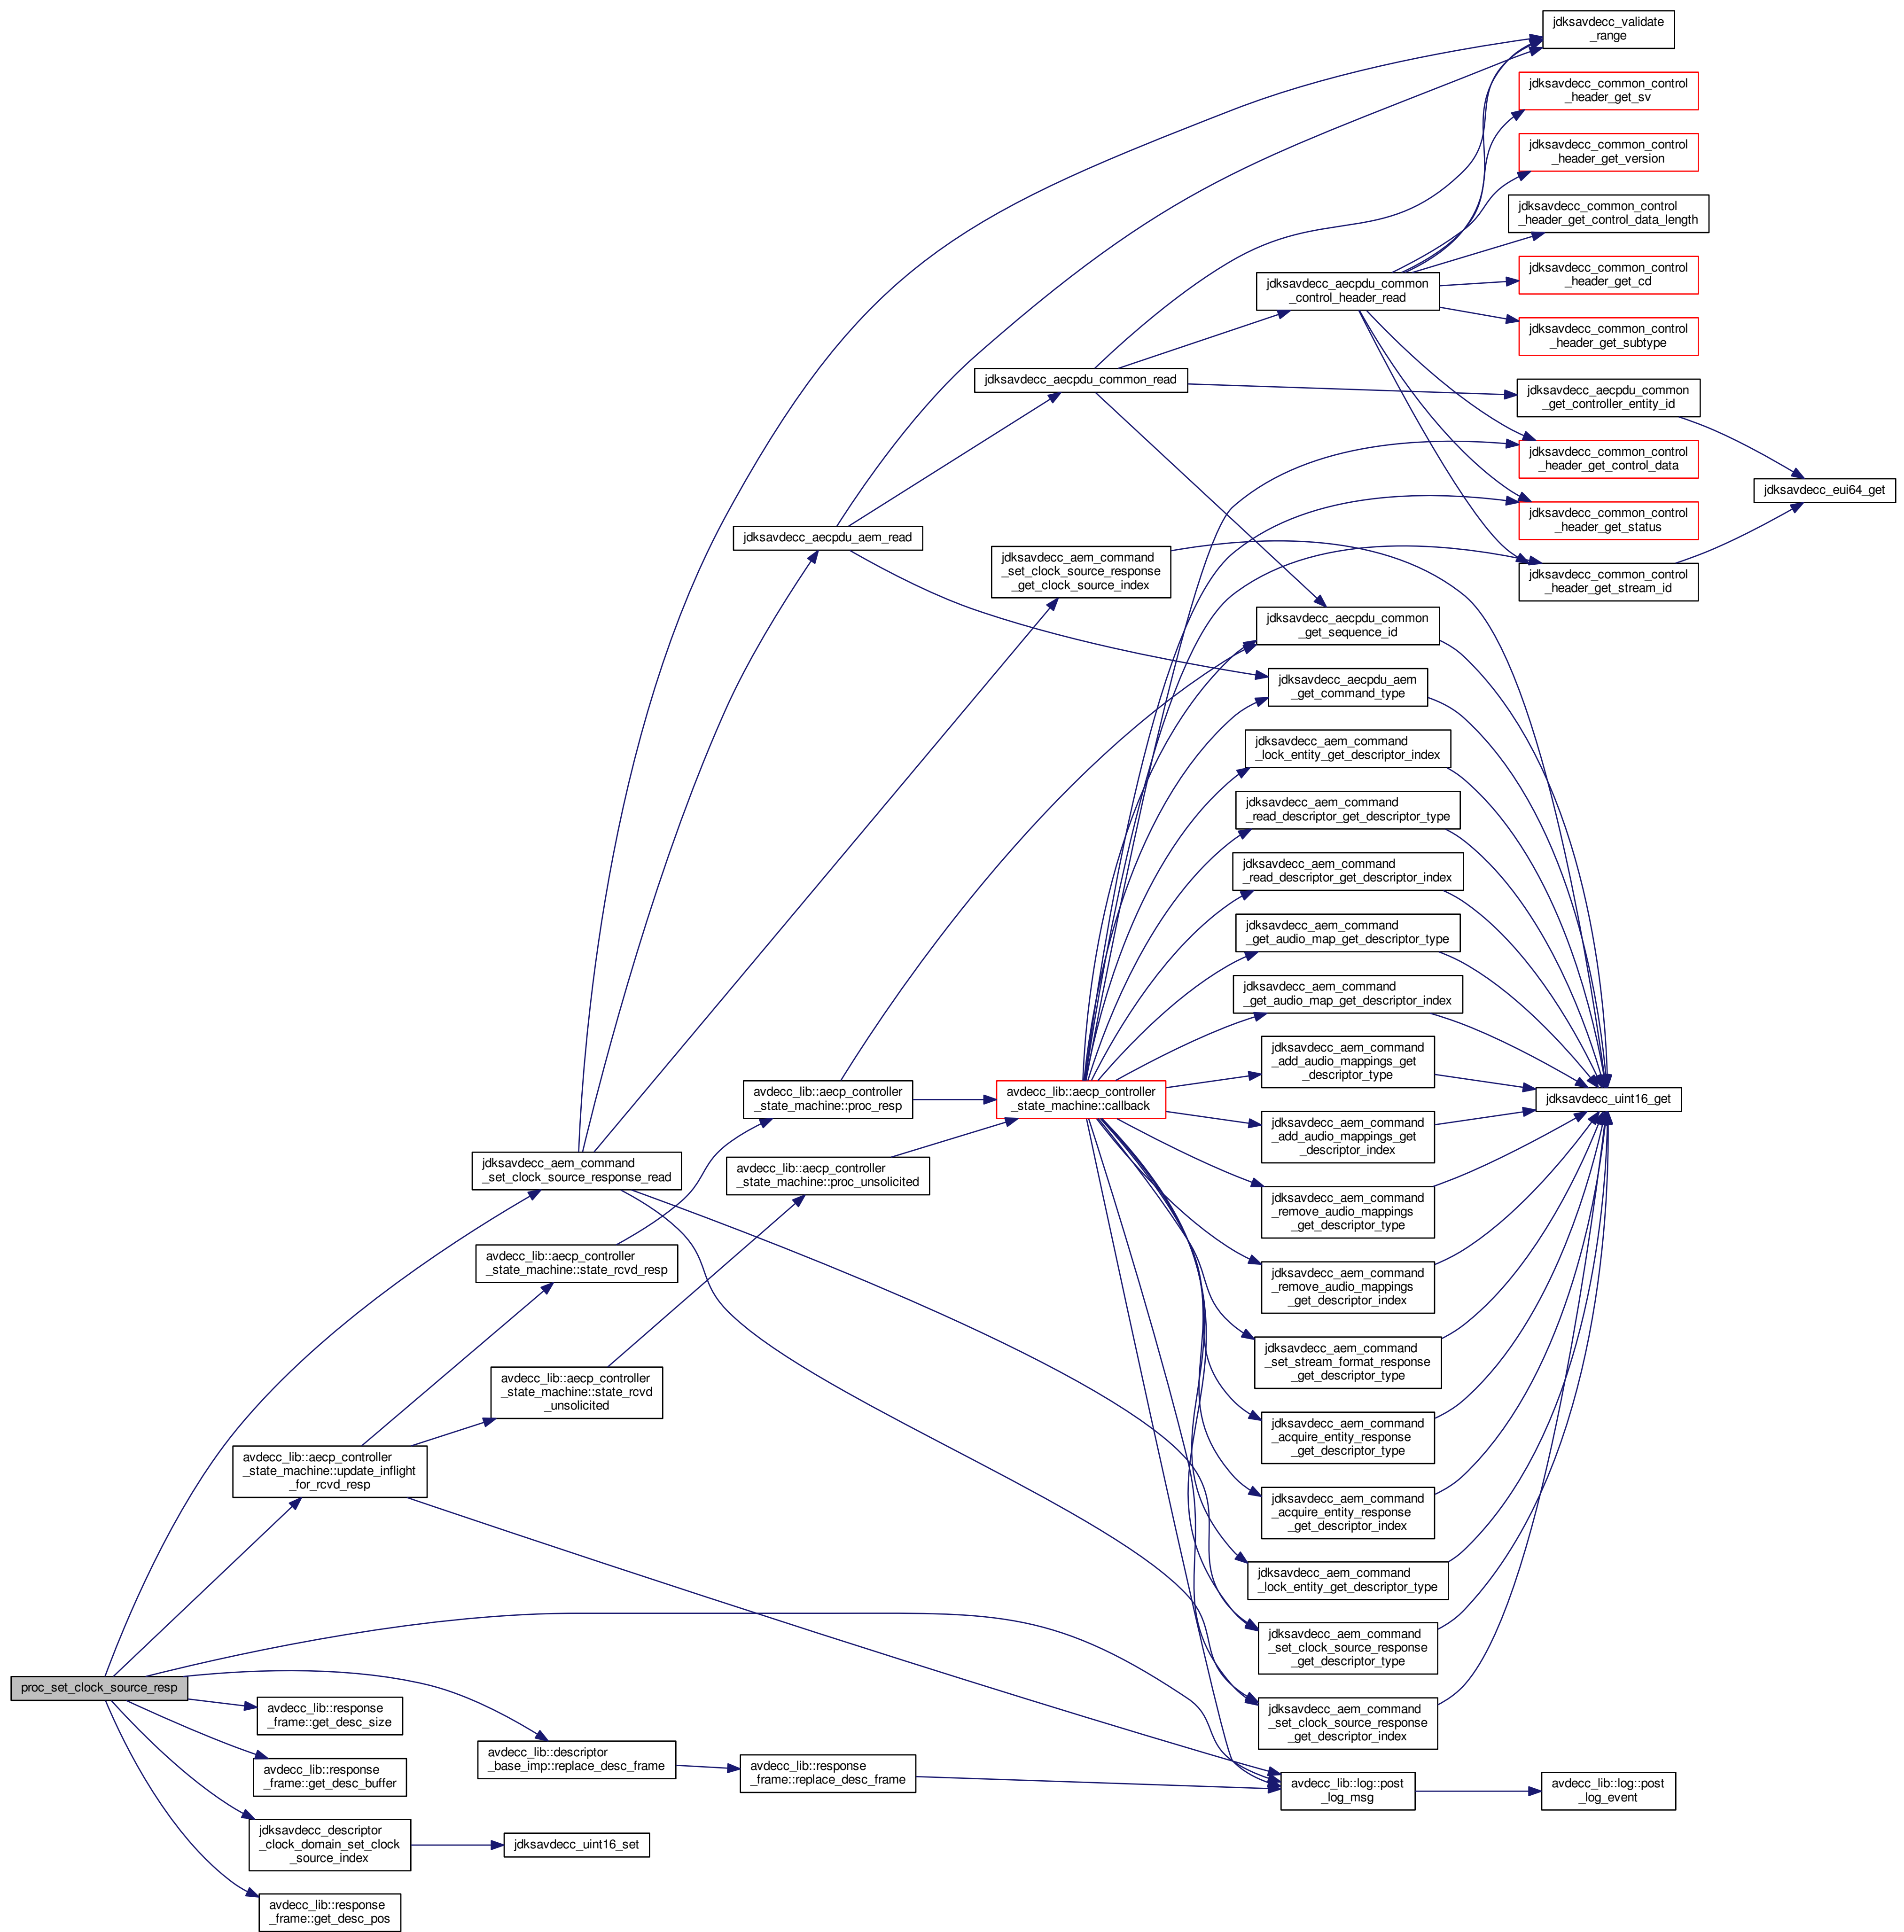 jdksavdecc_validate
_range
jdksavdecc_common_control
_header_get_sv
jdksavdecc_common_control
_header_get_version
jdksavdecc_common_control
_header_get_control_data_length
jdksavdecc_aecpdu_common
_control_header_read
jdksavdecc_common_control
_header_get_cd
jdksavdecc_common_control
_header_get_subtype
jdksavdecc_aecpdu_common_read
jdksavdecc_aecpdu_common
_get_controller_entity_id
jdksavdecc_common_control
_header_get_control_data
jdksavdecc_eui64_get
jdksavdecc_common_control
_header_get_status
jdksavdecc_aecpdu_aem_read
jdksavdecc_aem_command
_set_clock_source_response
_get_clock_source_index
jdksavdecc_common_control
_header_get_stream_id
jdksavdecc_aecpdu_common
_get_sequence_id
jdksavdecc_aecpdu_aem
_get_command_type
jdksavdecc_aem_command
_lock_entity_get_descriptor_index
jdksavdecc_aem_command
_read_descriptor_get_descriptor_type
jdksavdecc_aem_command
_read_descriptor_get_descriptor_index
jdksavdecc_aem_command
_get_audio_map_get_descriptor_type
jdksavdecc_aem_command
_get_audio_map_get_descriptor_index
jdksavdecc_aem_command
_add_audio_mappings_get
_descriptor_type
avdecc_lib::aecp_controller
_state_machine::proc_resp
avdecc_lib::aecp_controller
_state_machine::callback
jdksavdecc_uint16_get
jdksavdecc_aem_command
_add_audio_mappings_get
_descriptor_index
jdksavdecc_aem_command
_set_clock_source_response_read
avdecc_lib::aecp_controller
_state_machine::proc_unsolicited
jdksavdecc_aem_command
_remove_audio_mappings
_get_descriptor_type
avdecc_lib::aecp_controller
_state_machine::state_rcvd_resp
jdksavdecc_aem_command
_remove_audio_mappings
_get_descriptor_index
jdksavdecc_aem_command
_set_stream_format_response
_get_descriptor_type
avdecc_lib::aecp_controller
_state_machine::state_rcvd
_unsolicited
jdksavdecc_aem_command
_acquire_entity_response
_get_descriptor_type
avdecc_lib::aecp_controller
_state_machine::update_inflight
_for_rcvd_resp
jdksavdecc_aem_command
_acquire_entity_response
_get_descriptor_index
jdksavdecc_aem_command
_lock_entity_get_descriptor_type
jdksavdecc_aem_command
_set_clock_source_response
_get_descriptor_type
proc_set_clock_source_resp
avdecc_lib::response
_frame::get_desc_size
jdksavdecc_aem_command
_set_clock_source_response
_get_descriptor_index
avdecc_lib::descriptor
_base_imp::replace_desc_frame
avdecc_lib::response
_frame::get_desc_buffer
avdecc_lib::response
_frame::replace_desc_frame
avdecc_lib::log::post
_log_msg
avdecc_lib::log::post
_log_event
jdksavdecc_descriptor
_clock_domain_set_clock
_source_index
jdksavdecc_uint16_set
avdecc_lib::response
_frame::get_desc_pos